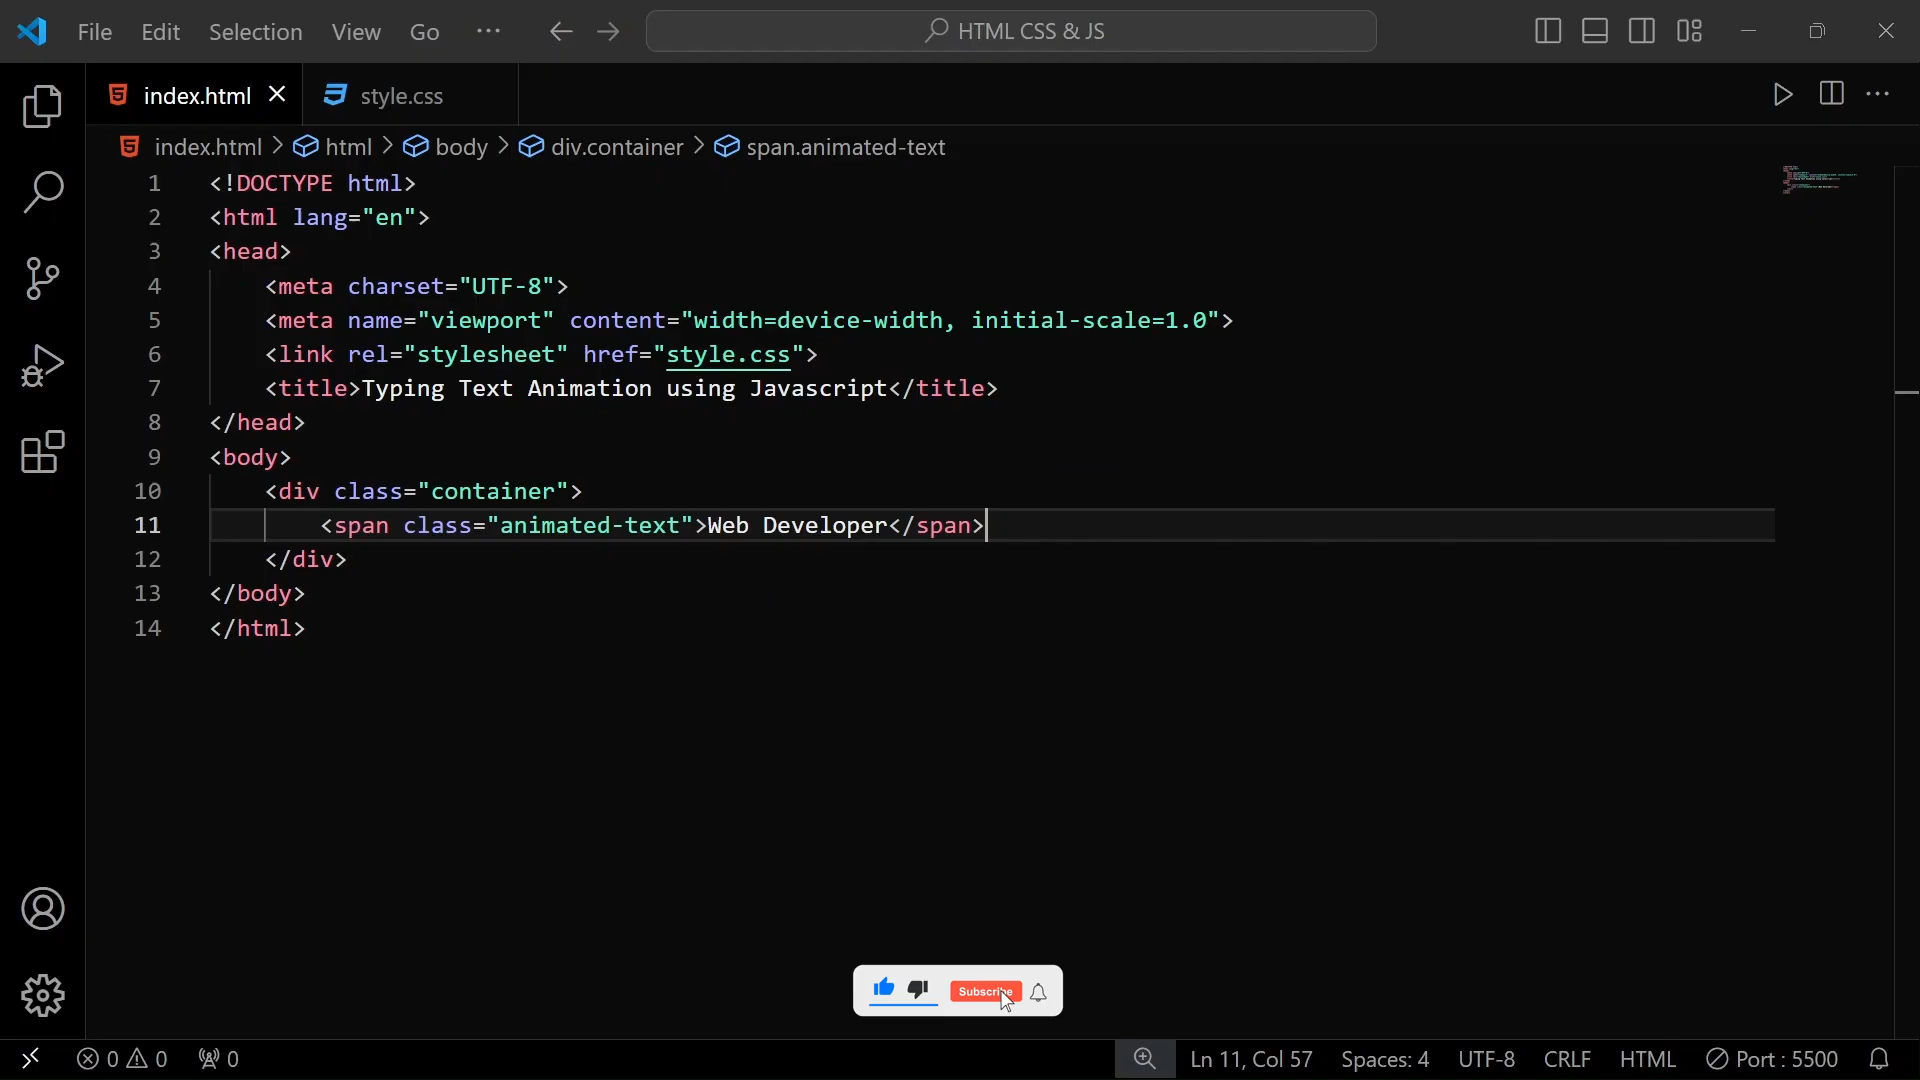 File Edit Selection View Go ··· HTML CSS & JS
index.html style.css
index.html > html > body > div.container > span.animated-text
1 <!DOCTYPE html>
2 <html lang="en">
3 <head>
4 <meta charset="UTF-8">
5 <meta name="viewport" content="width=device-width, initial-scale=1.0">
6 <link rel="stylesheet" href="style.css">
7 <title>Typing Text Animation using Javascript</title>
8 </head>
9 <body>
10 <div class="container">
11 <span class="animated-text">Web Developer</span>
12 </div>
13 </body>
14 </html>
Subscribe
0 0 0 Ln 11, Col 57 Spaces: 4 UTF-8 CRLF HTML Port : 5500